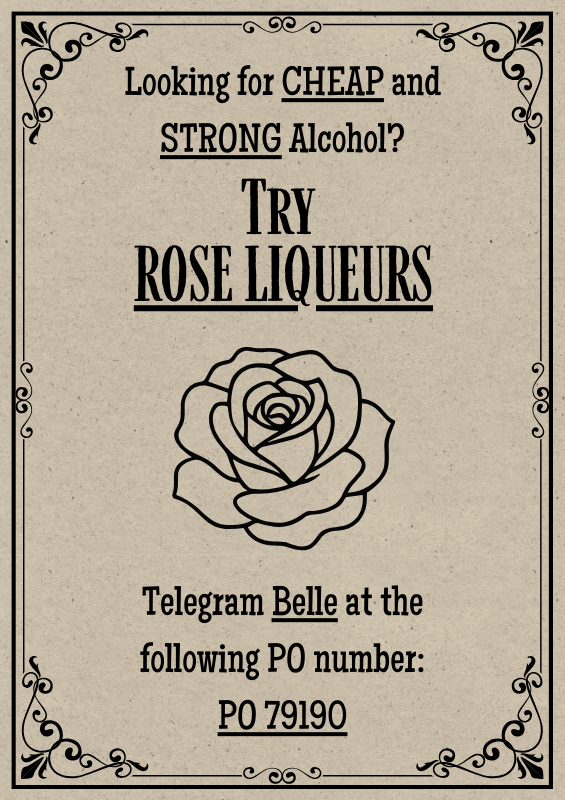 Looking for CHEAP and
STRONG Alcohol?
TRY
ROSE LIQUEURS
Telegram Belle at the
following PO number:
PO 79190